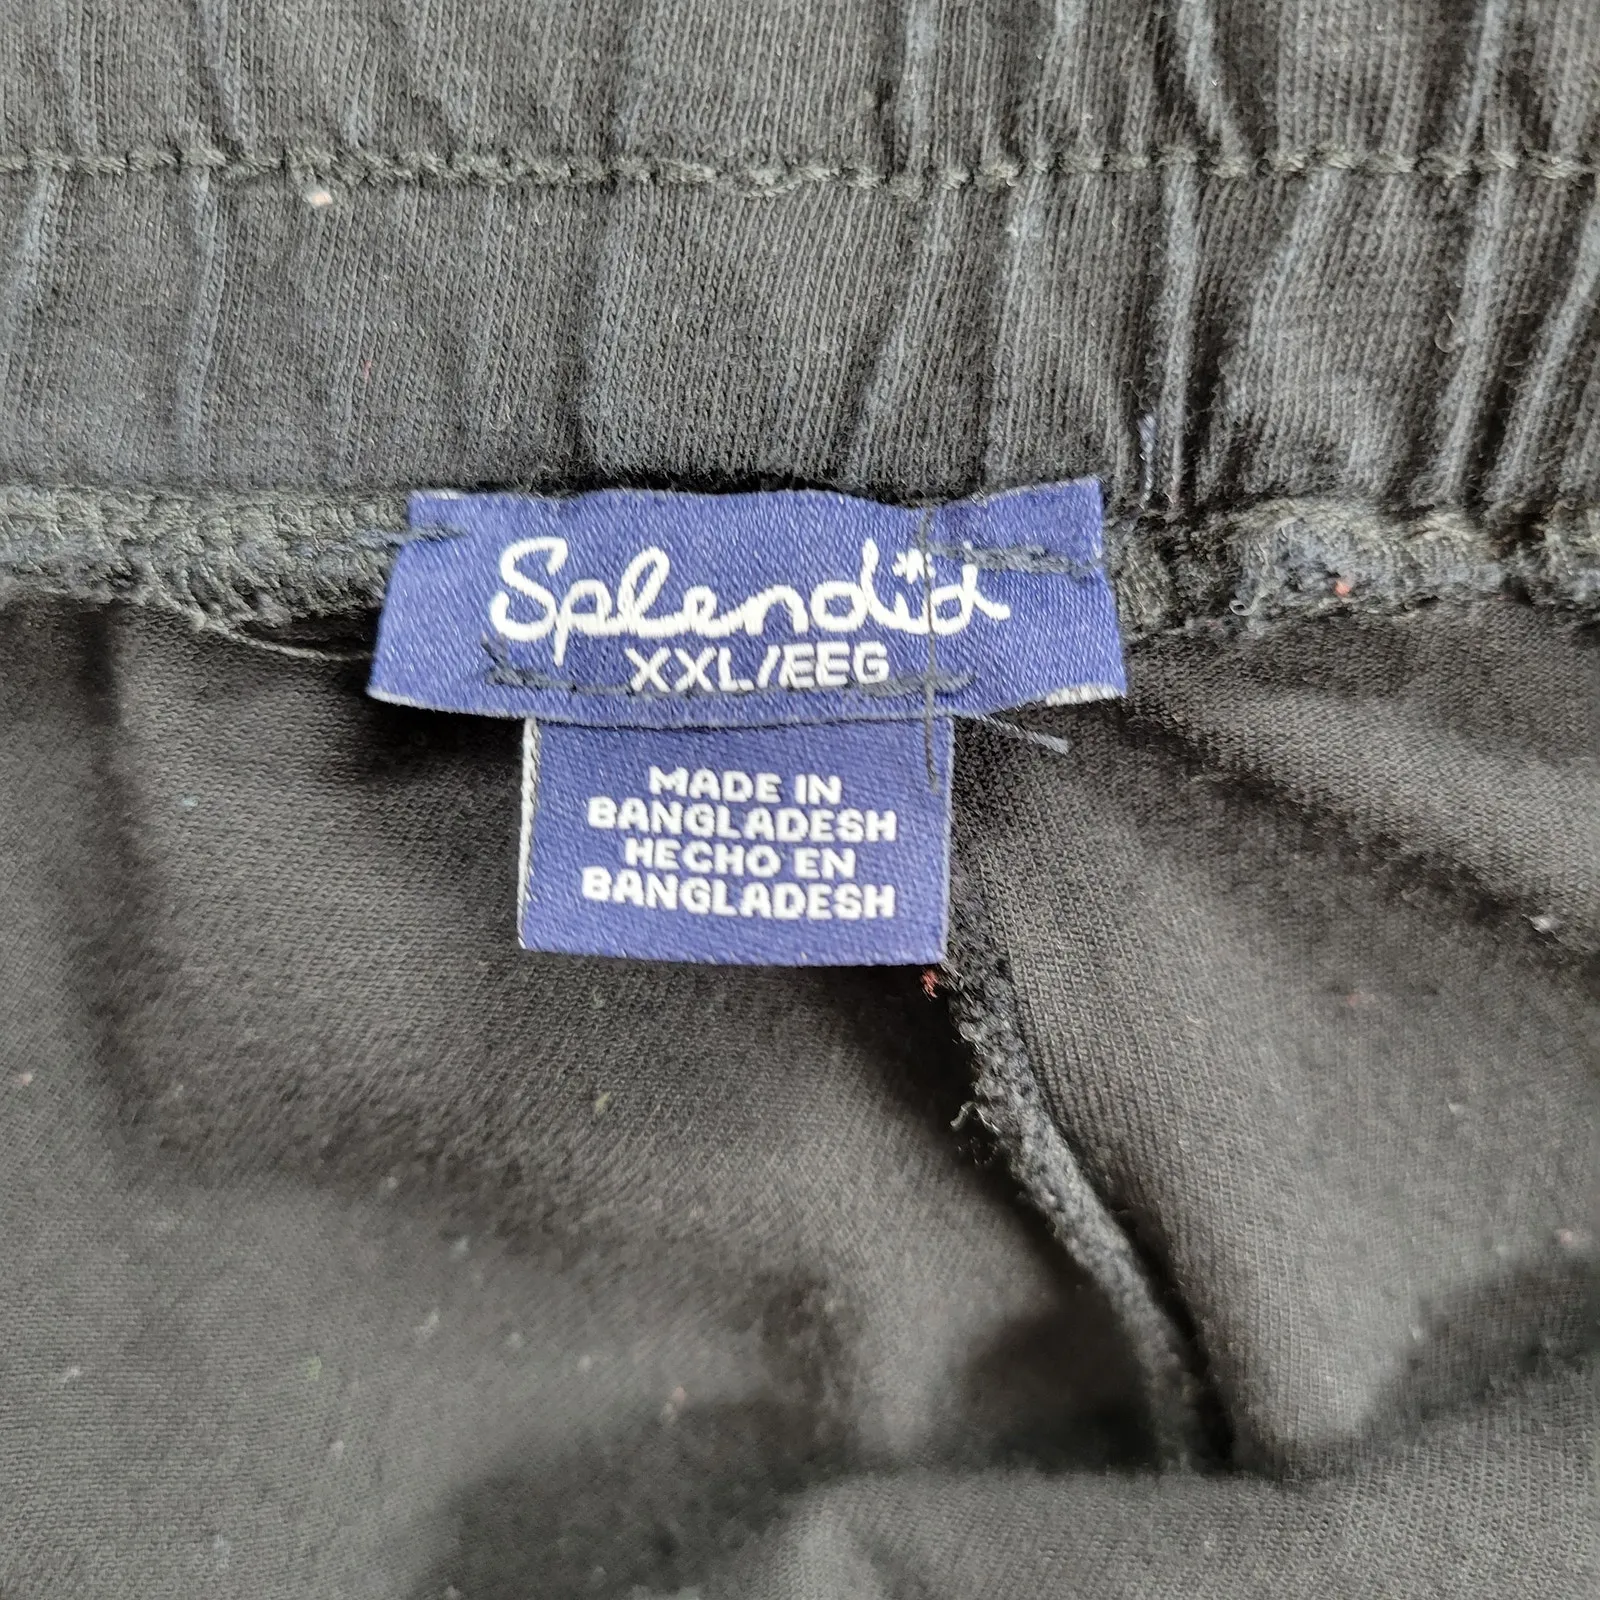 Splendid
XXL/EEG
MADE IN
BANGLADESH
HECHO EN
BANGLADESH